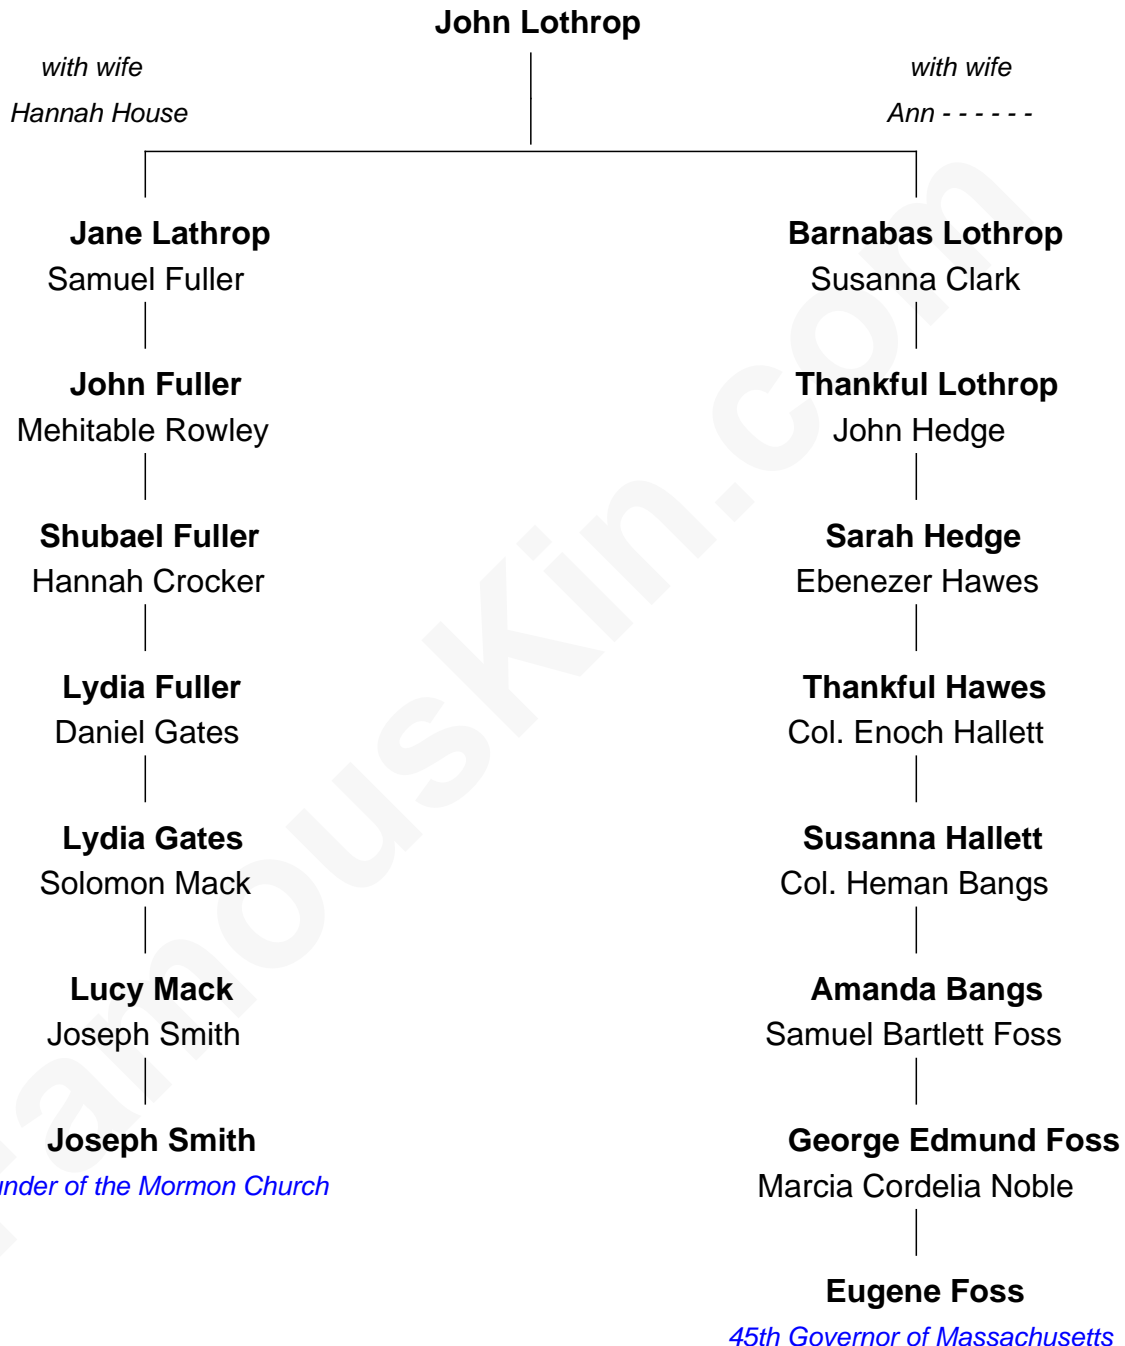 John Lothrop
with wife
Hannah House
with wife
Ann - - - - - -
Jane Lathrop
Samuel Fuller
Barnabas Lothrop
Susanna Clark
John Fuller
Mehitable Rowley
Thankful Lothrop
John Hedge
Shubael Fuller
Hannah Crocker
Sarah Hedge
Ebenezer Hawes
Lydia Fuller
Daniel Gates
Thankful Hawes
Col. Enoch Hallett
Lydia Gates
Solomon Mack
Susanna Hallett
Col. Heman Bangs
Lucy Mack
Joseph Smith
Amanda Bangs
Samuel Bartlett Foss
Joseph Smith
under of the Mormon Church
George Edmund Foss
Marcia Cordelia Noble
Eugene Foss
45th Governor of Massachusetts
FamousKin.com